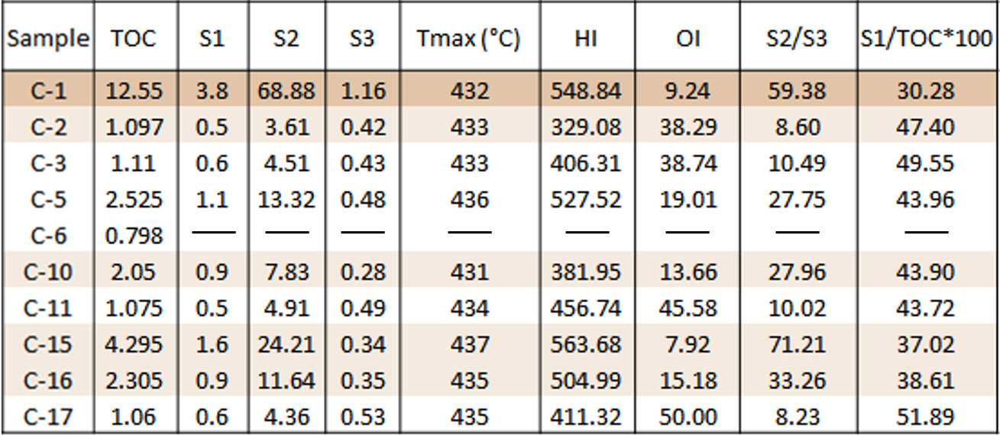 Sample TOC S1 S2 S3 Tmax (°C) HI OI S2/S3 S1/TOC*100
C-1 12.55 3.8 68.88 1.16 432 548.84 9.24 59.38 30.28
C-2 1.097 0.5 3.61 0.42 433 329.08 38.29 8.60 47.40
C-3 1.11 0.6 4.51 0.43 433 406.31 38.74 10.49 49.55
C-5 2.525 1.1 13.32 0.48 436 527.52 19.01 27.75 43.96
C-6 0.798 — — — — — — — —
C-10 2.05 0.9 7.83 0.28 431 381.95 13.66 27.96 43.90
C-11 1.075 0.5 4.91 0.49 434 456.74 45.58 10.02 43.72
C-15 4.295 1.6 24.21 0.34 437 563.68 7.92 71.21 37.02
C-16 2.305 0.9 11.64 0.35 435 504.99 15.18 33.26 38.61
C-17 1.06 0.6 4.36 0.53 435 411.32 50.00 8.23 51.89